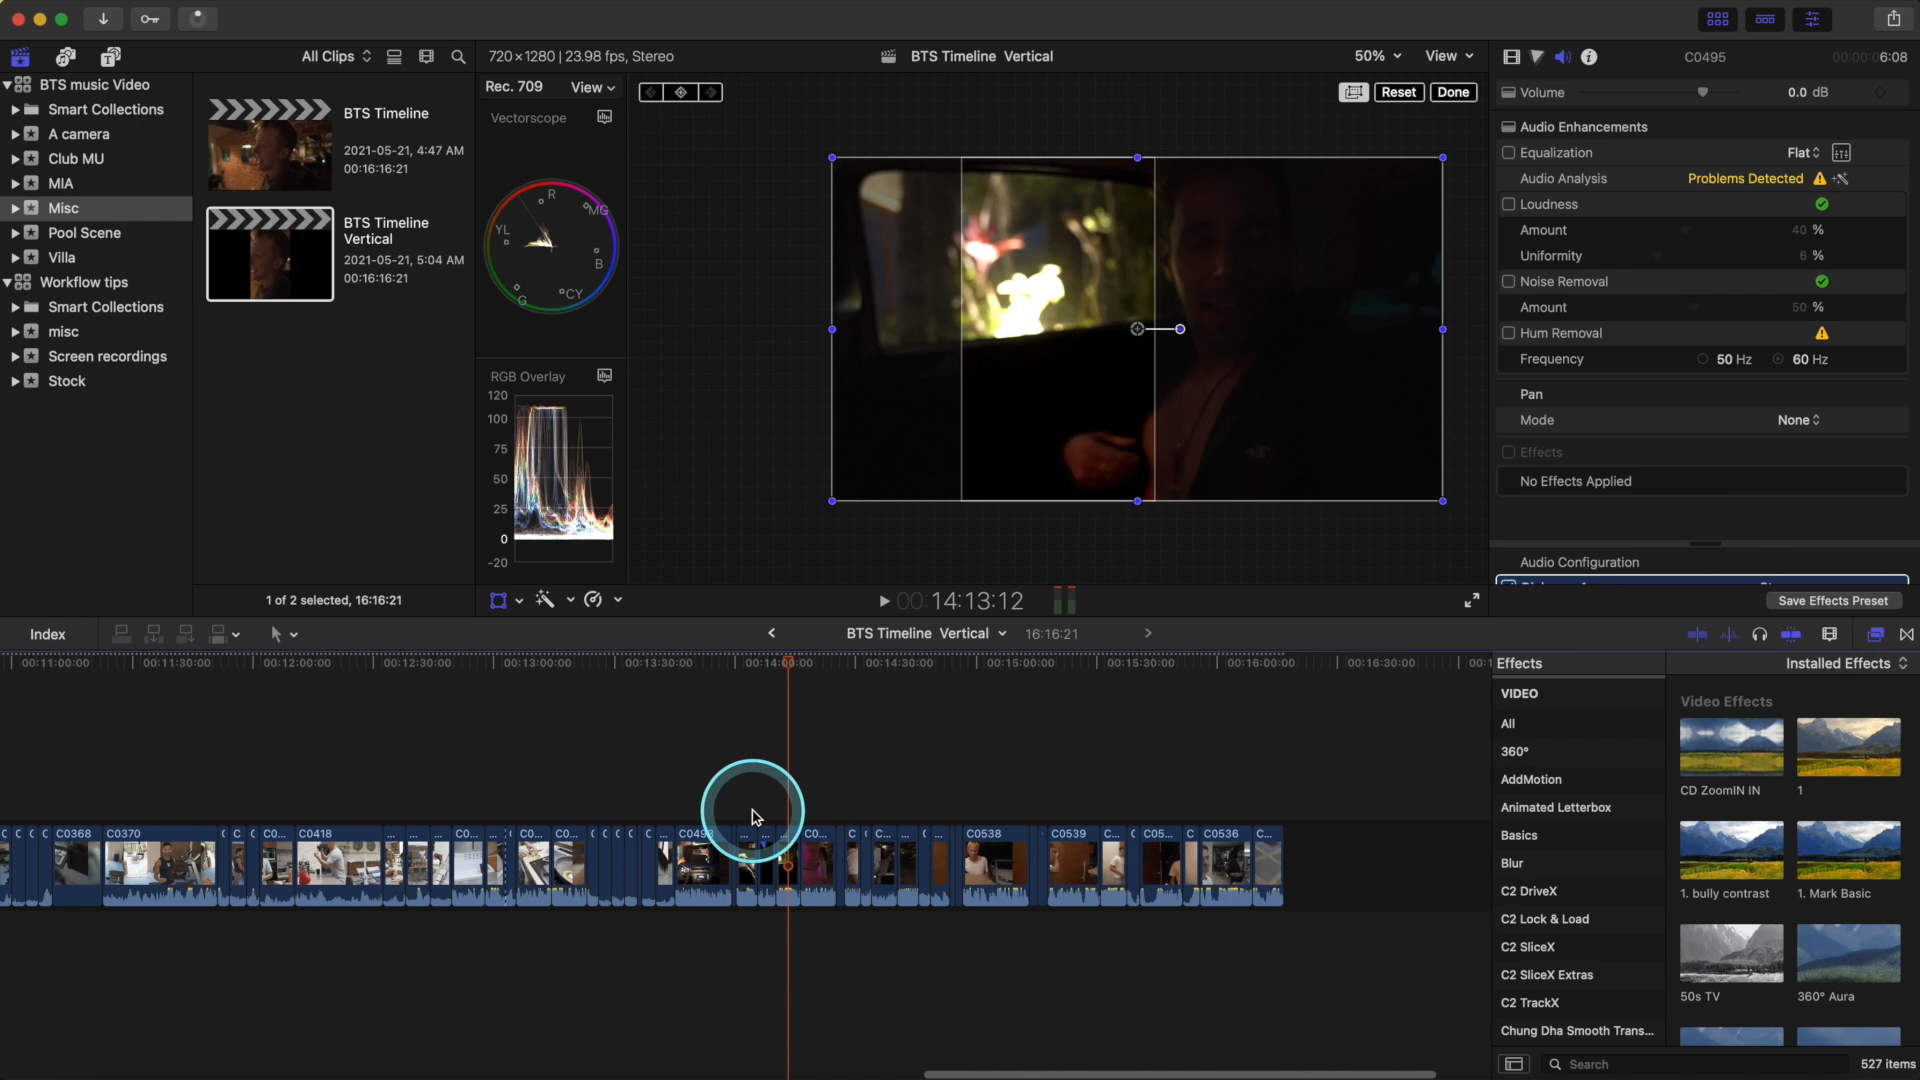 All Clips
720×1280 | 23.98 fps, Stereo
BTS Timeline Vertical
50%
View
C0495
00:00:06:08
BTS music Video
Smart Collections
A camera
Club MU
MIA
Misc
Pool Scene
Villa
Workflow tips
Smart Collections
misc
Screen recordings
Stock
BTS Timeline
2021-05-21, 4:47 AM
00:16:16:21
BTS Timeline
Vertical
2021-05-21, 5:04 AM
00:16:16:21
1 of 2 selected, 16:16:21
Rec. 709
View
Vectorscope
R
MG
YL
B
G
CY
RGB Overlay
120
100
75
50
25
0
-20
Reset
Done
Volume
0.0 dB
Audio Enhancements
Equalization
Flat
Audio Analysis
Problems Detected
Loudness
Amount
40 %
Uniformity
6 %
Noise Removal
Amount
50 %
Hum Removal
Frequency
50 Hz
60 Hz
Pan
Mode
None
Effects
No Effects Applied
Audio Configuration
Save Effects Preset
00:14:13:12
Index
BTS Timeline Vertical
16:16:21
00:11:00:00
00:11:30:00
00:12:00:00
00:12:30:00
00:13:00:00
00:13:30:00
00:14:00:00
00:14:30:00
00:15:00:00
00:15:30:00
00:16:00:00
00:16:30:00
C
C
C
C
C0368
C0370
C
C0...
C0418
...
...
...
C0...
...
C0...
C0...
C
...
...
...
...
C0...
C
C...
...
...
C0538
C0539
C...
C05...
C
C0536
C...
Effects
Installed Effects
VIDEO
All
360°
AddMotion
Animated Letterbox
Basics
Blur
C2 DriveX
C2 Lock & Load
C2 SliceX
C2 SliceX Extras
C2 TrackX
Chung Dha Smooth Trans...
Video Effects
CD ZoomIN IN
1
1. bully contrast
1. Mark Basic
50s TV
360° Aura
Search
527 items